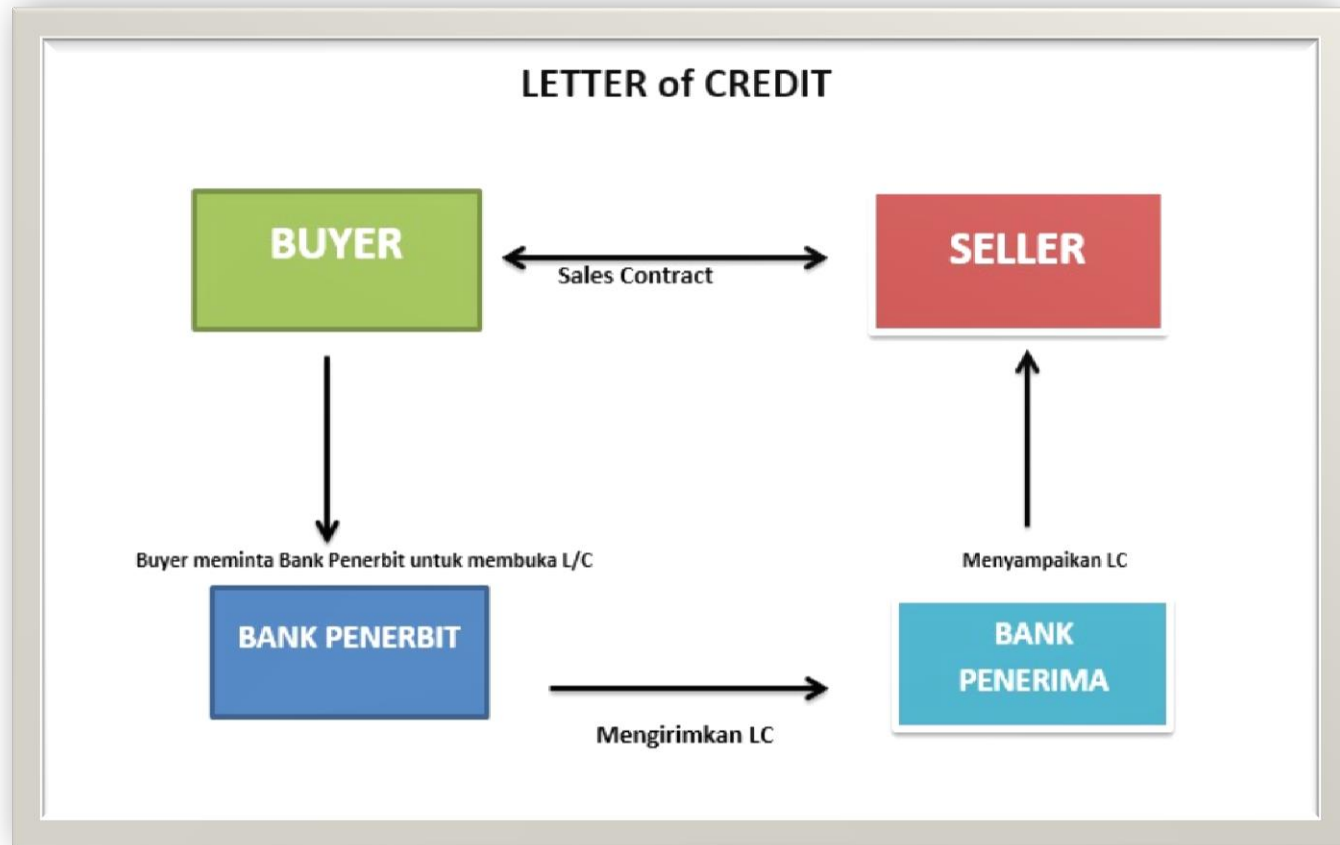 LETTER of CREDIT
BUYER
SELLER
Sales Contract
Buyer meminta Bank Penerbit untuk membuka L/C
Menyampaikan LC
BANK PENERBIT
BANK
PENERIMA
Mengirimkan LC